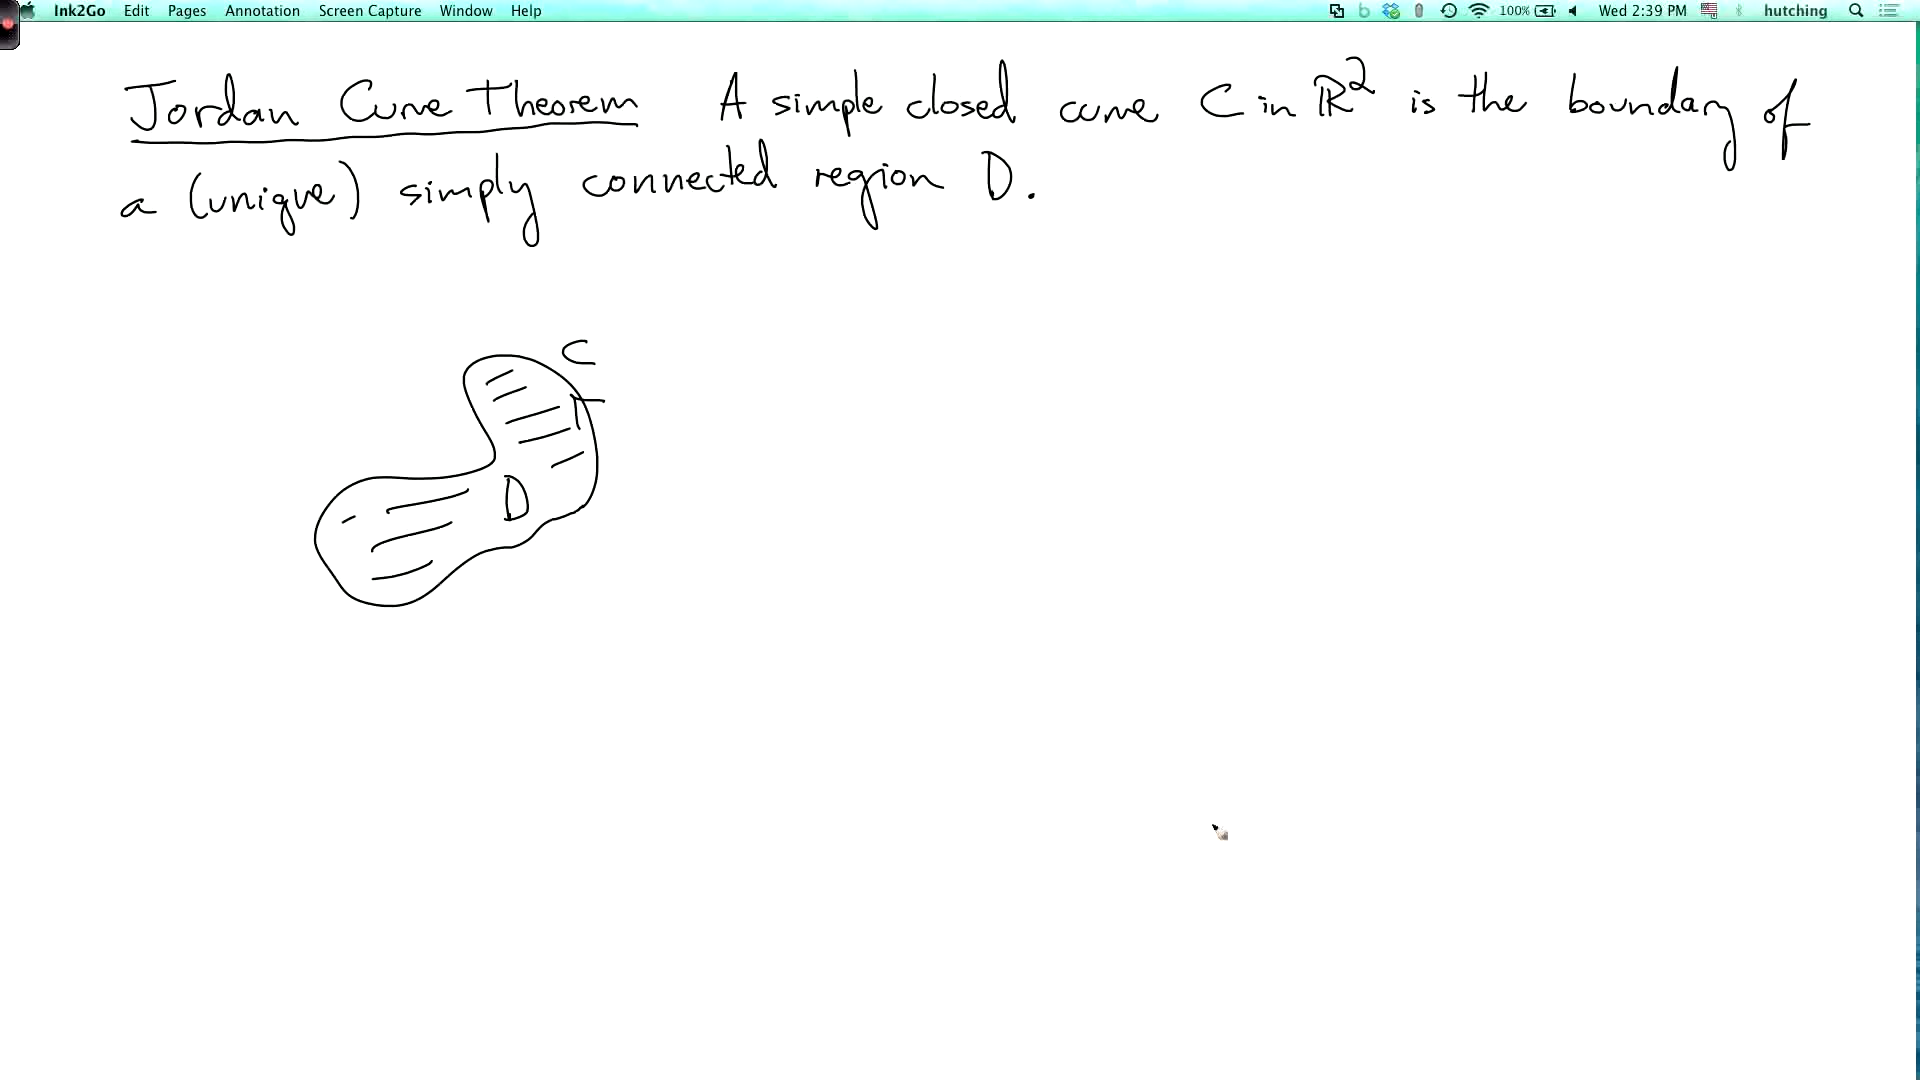 Ink2Go Edit Pages Annotation Screen Capture Window Help 100% Wed 2:39 PM hutching
Jordan Curve Theorem A simple closed curve C in ℝ² is the boundary of
a (unique) simply connected region D.
C
D